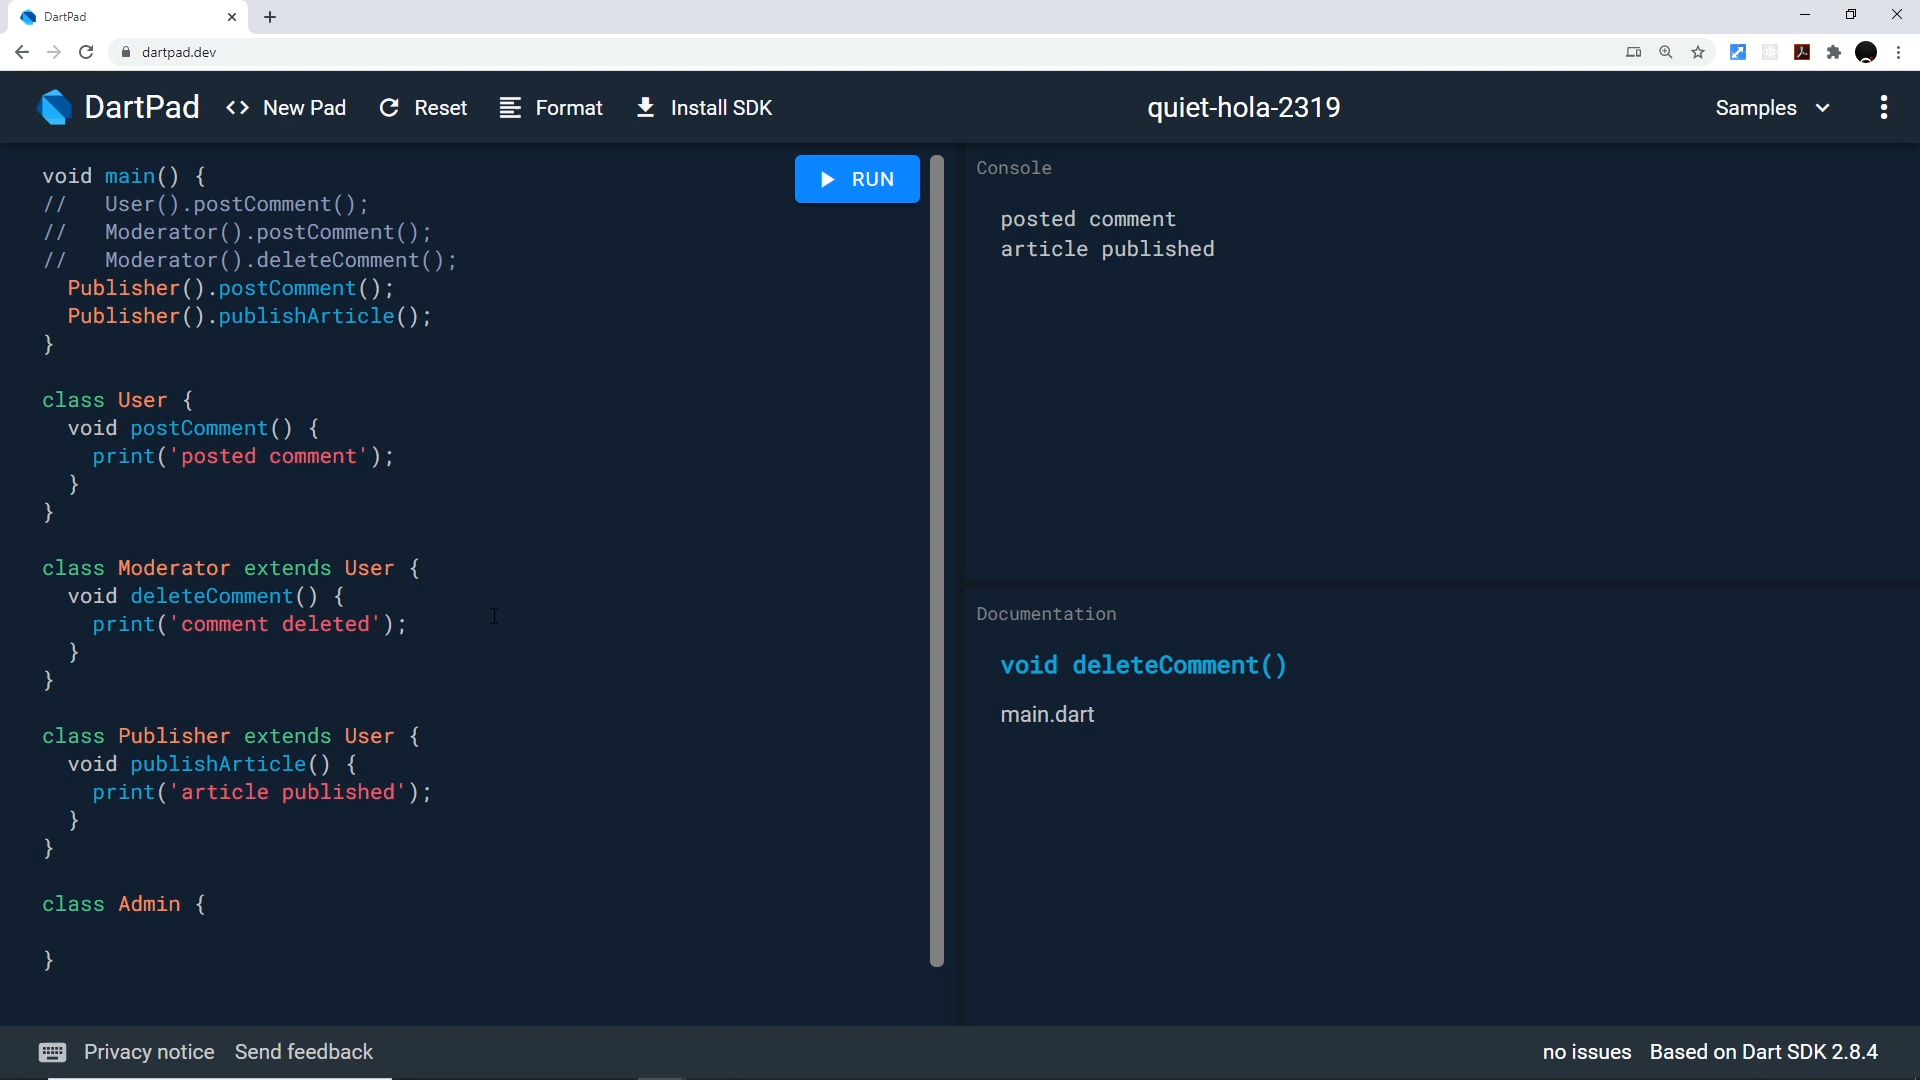 DartPad
dartpad.dev
DartPad
<> New Pad
Reset
Format
Install SDK
quiet-hola-2319
Samples
void main() {
//   User().postComment();
//   Moderator().postComment();
//   Moderator().deleteComment();
  Publisher().postComment();
  Publisher().publishArticle();
}
class User {
  void postComment() {
    print('posted comment');
  }
}
class Moderator extends User {
  void deleteComment() {
    print('comment deleted');
  }
}
class Publisher extends User {
  void publishArticle() {
    print('article published');
  }
}
class Admin {
}
RUN
Console
posted comment
article published
Documentation
void deleteComment()
main.dart
Privacy notice
Send feedback
no issues
Based on Dart SDK 2.8.4